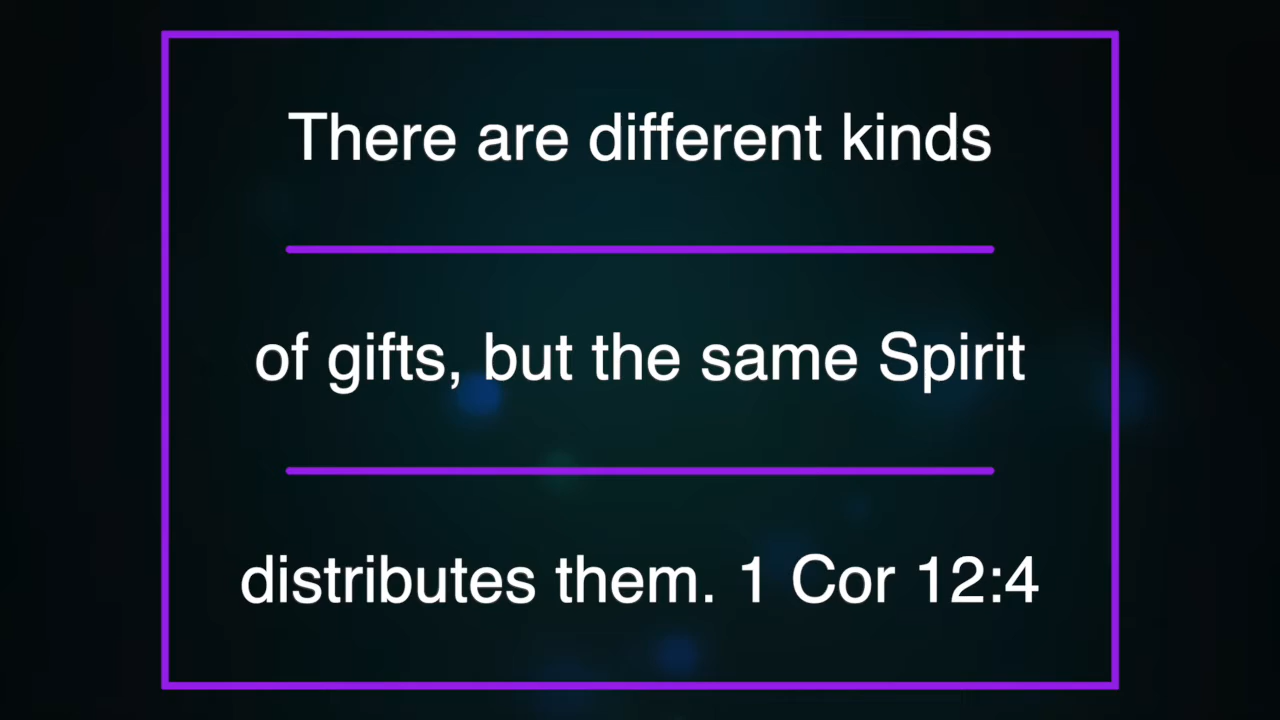 There are different kinds
of gifts, but the same Spirit
distributes them. 1 Cor 12:4